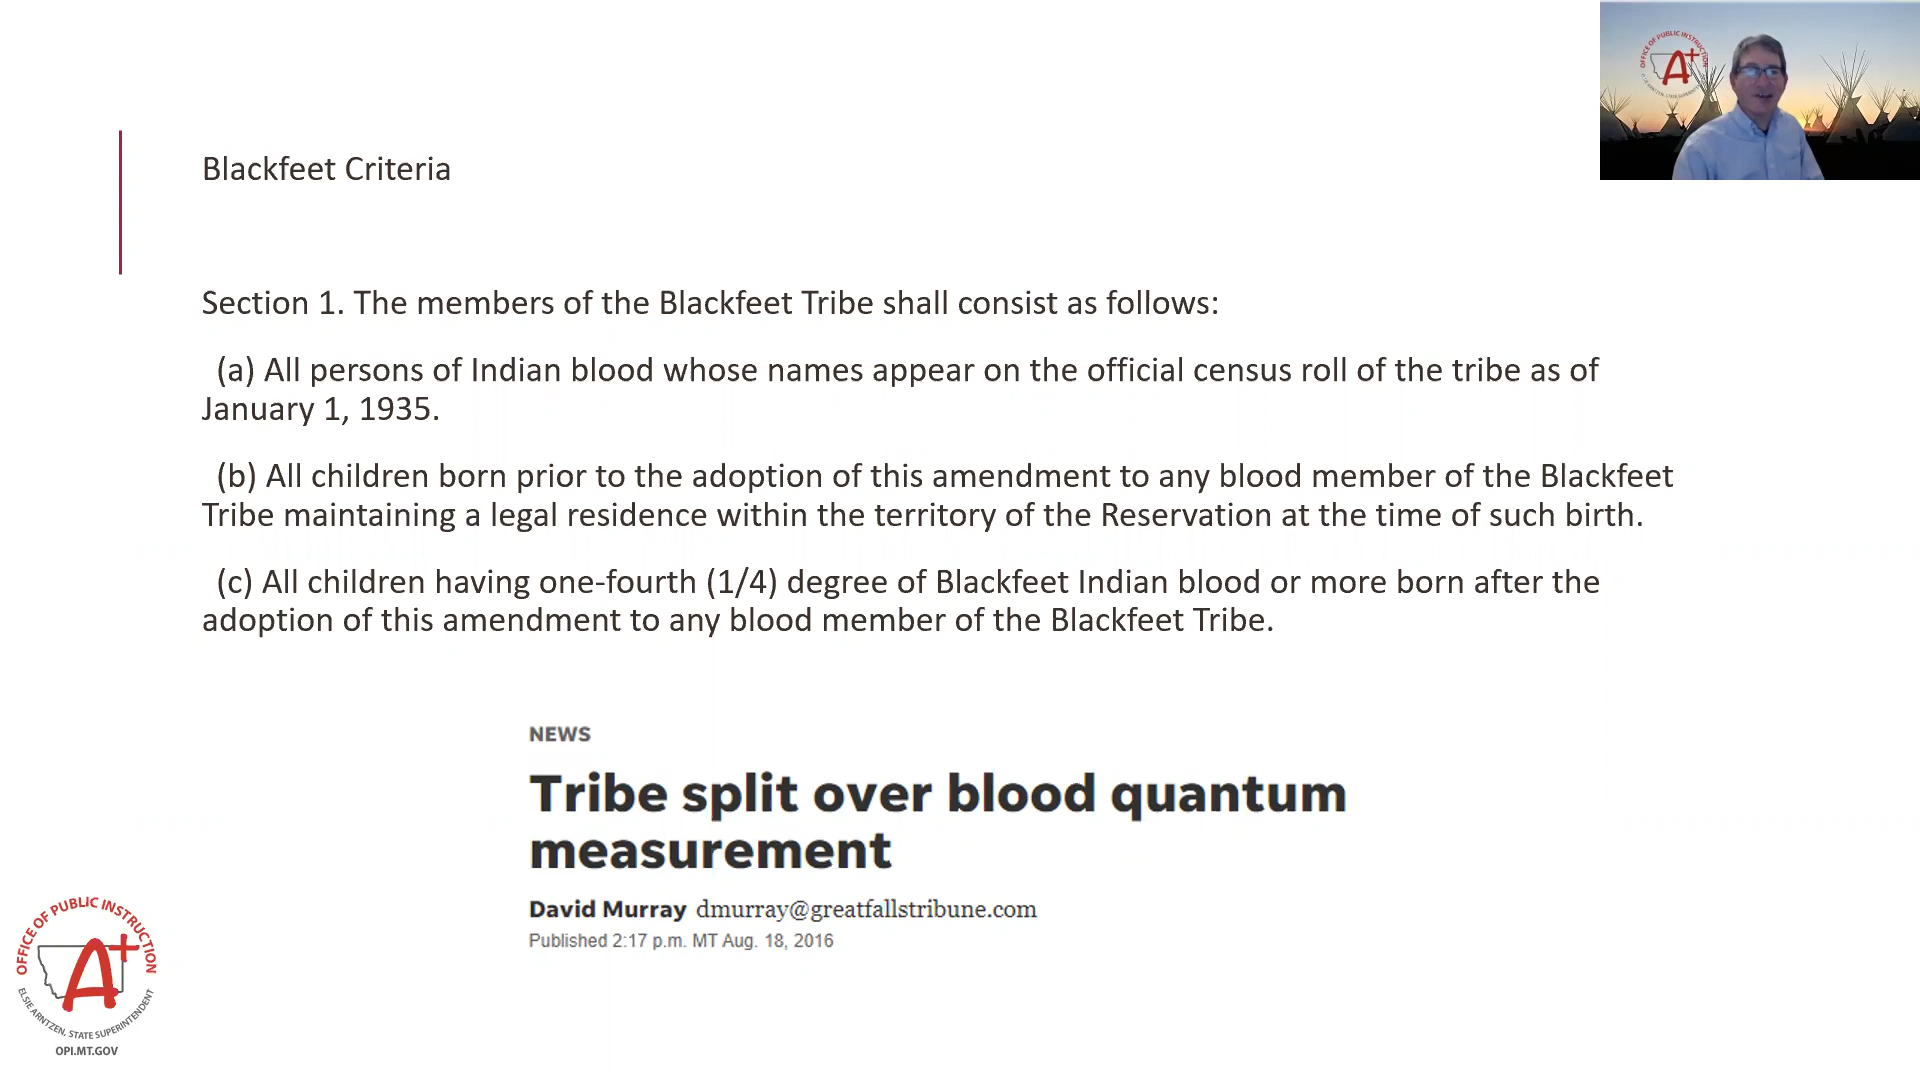 Blackfeet Criteria
Section 1. The members of the Blackfeet Tribe shall consist as follows:
(a) All persons of Indian blood whose names appear on the official census roll of the tribe as of
January 1, 1935.
(b) All children born prior to the adoption of this amendment to any blood member of the Blackfeet
Tribe maintaining a legal residence within the territory of the Reservation at the time of such birth.
(c) All children having one-fourth (1/4) degree of Blackfeet Indian blood or more born after the
adoption of this amendment to any blood member of the Blackfeet Tribe.
NEWS
Tribe split over blood quantum
measurement
David Murray dmurray@greatfallstribune.com
Published 2:17 p.m. MT Aug. 18, 2016
OFFICE OF PUBLIC INSTRUCTION
A+
ELSIE ARNTZEN, STATE SUPERINTENDENT
OPI.MT.GOV
OFFICE OF PUBLIC INSTRUCTION
A+